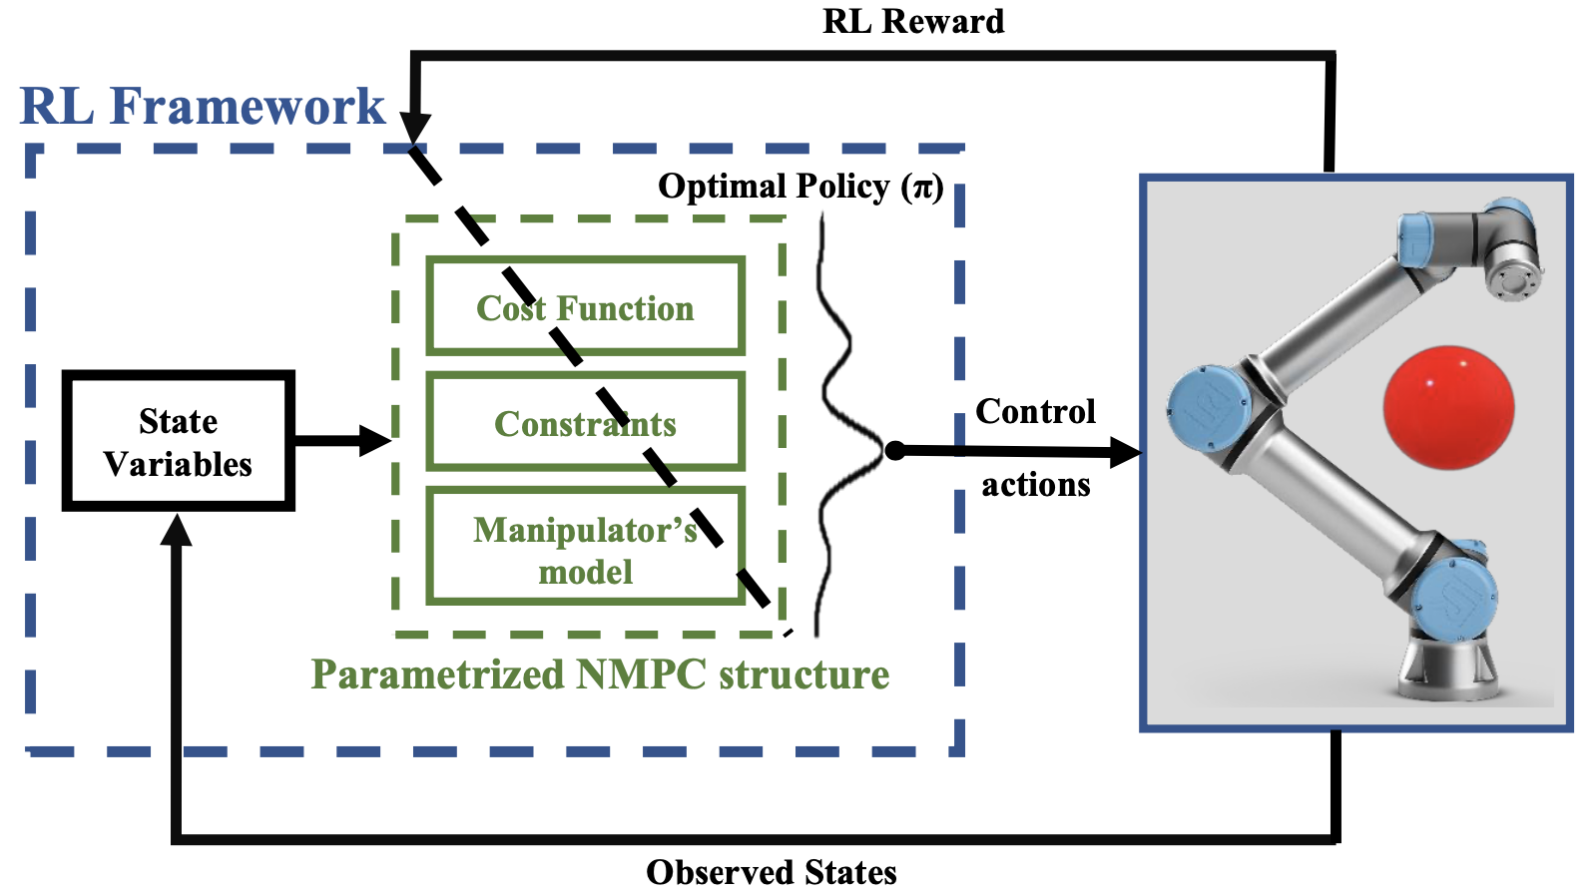 RL Reward
RL Framework
Optimal Policy (π)
Cost Function
Constraints
Manipulator’s
model
State
Variables
Control
actions
Parametrized NMPC structure
Observed States